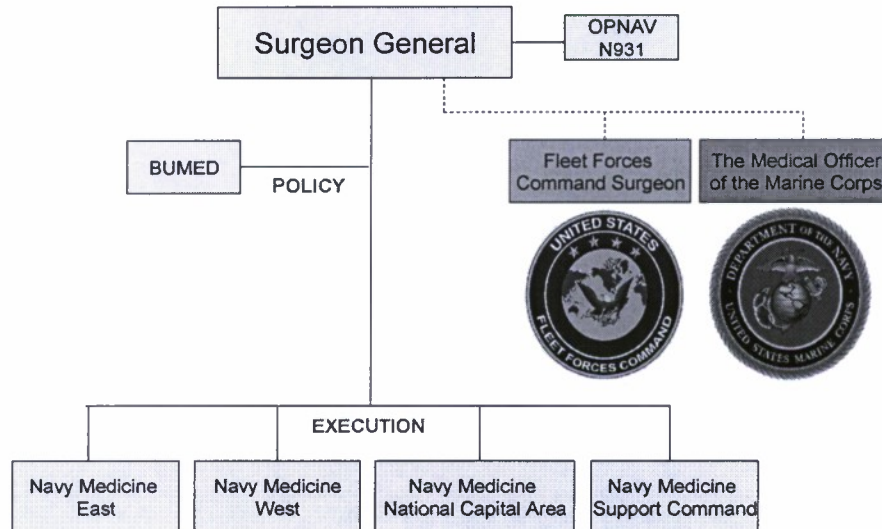 Surgeon General
OPNAV
N931
BUMED
POLICY
Fleet Forces
Command Surgeon
The Medical Officer
of the Marine Corps
UNITED STATES
FLEET FORCES COMMAND
DEPARTMENT OF THE NAVY
UNITED STATES MARINE CORPS
EXECUTION
Navy Medicine
East
Navy Medicine
West
Navy Medicine
National Capital Area
Navy Medicine
Support Command